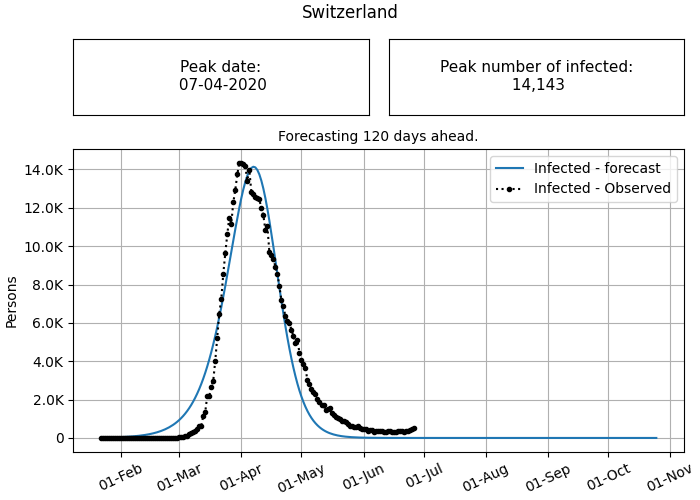 Switzerland
Peak date:
07-04-2020
Peak number of infected:
14,143
Forecasting 120 days ahead.
Infected - forecast
Infected - Observed
14.0K
12.0K
10.0K
8.0K
6.0K
4.0K
2.0K
0
Persons
01-Feb
01-Mar
01-Apr
01-May
01-Jun
01-Jul
01-Aug
01-Sep
01-Oct
01-Nov